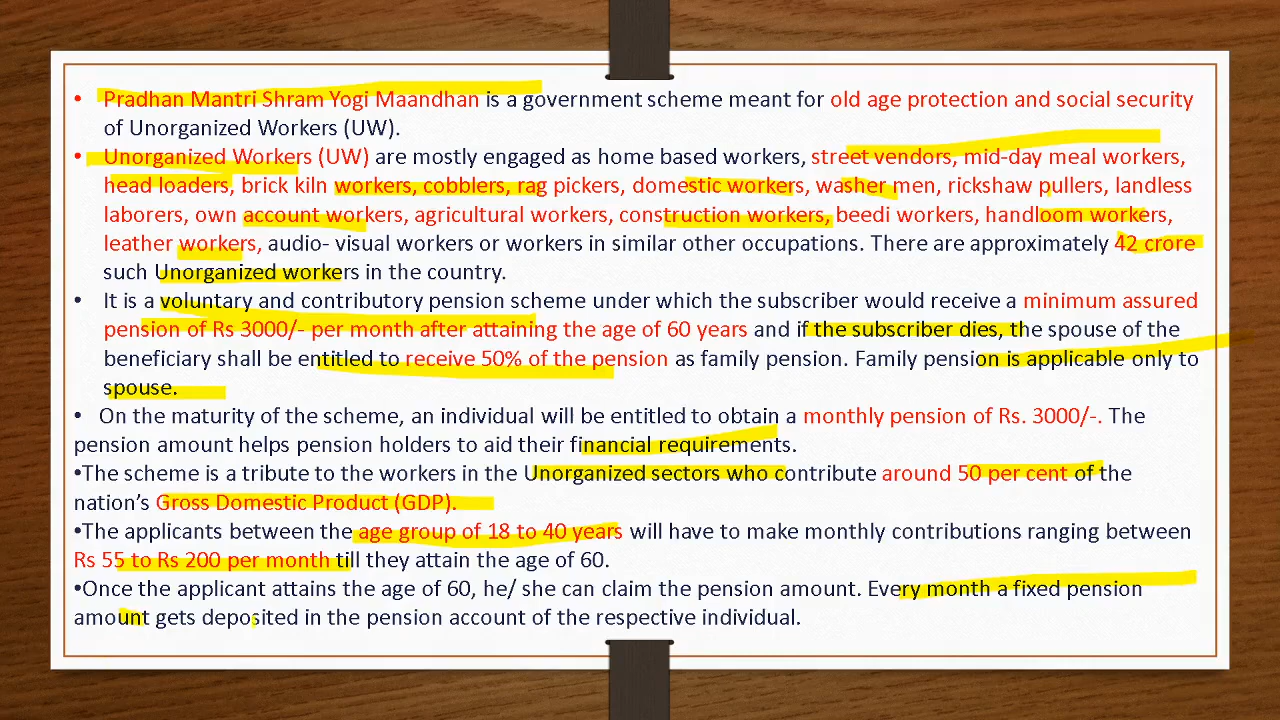 • Pradhan Mantri Shram Yogi Maandhan is a government scheme meant for old age protection and social security
of Unorganized Workers (UW).
• Unorganized Workers (UW) are mostly engaged as home based workers, street vendors, mid-day meal workers,
head loaders, brick kiln workers, cobblers, rag pickers, domestic workers, washer men, rickshaw pullers, landless
laborers, own account workers, agricultural workers, construction workers, beedi workers, handloom workers,
leather workers, audio- visual workers or workers in similar other occupations. There are approximately 42 crore
such Unorganized workers in the country.
• It is a voluntary and contributory pension scheme under which the subscriber would receive a minimum assured
pension of Rs 3000/- per month after attaining the age of 60 years and if the subscriber dies, the spouse of the
beneficiary shall be entitled to receive 50% of the pension as family pension. Family pension is applicable only to
spouse.
• On the maturity of the scheme, an individual will be entitled to obtain a monthly pension of Rs. 3000/-. The
pension amount helps pension holders to aid their financial requirements.
•The scheme is a tribute to the workers in the Unorganized sectors who contribute around 50 per cent of the
nation’s Gross Domestic Product (GDP).
•The applicants between the age group of 18 to 40 years will have to make monthly contributions ranging between
Rs 55 to Rs 200 per month till they attain the age of 60.
•Once the applicant attains the age of 60, he/ she can claim the pension amount. Every month a fixed pension
amount gets deposited in the pension account of the respective individual.